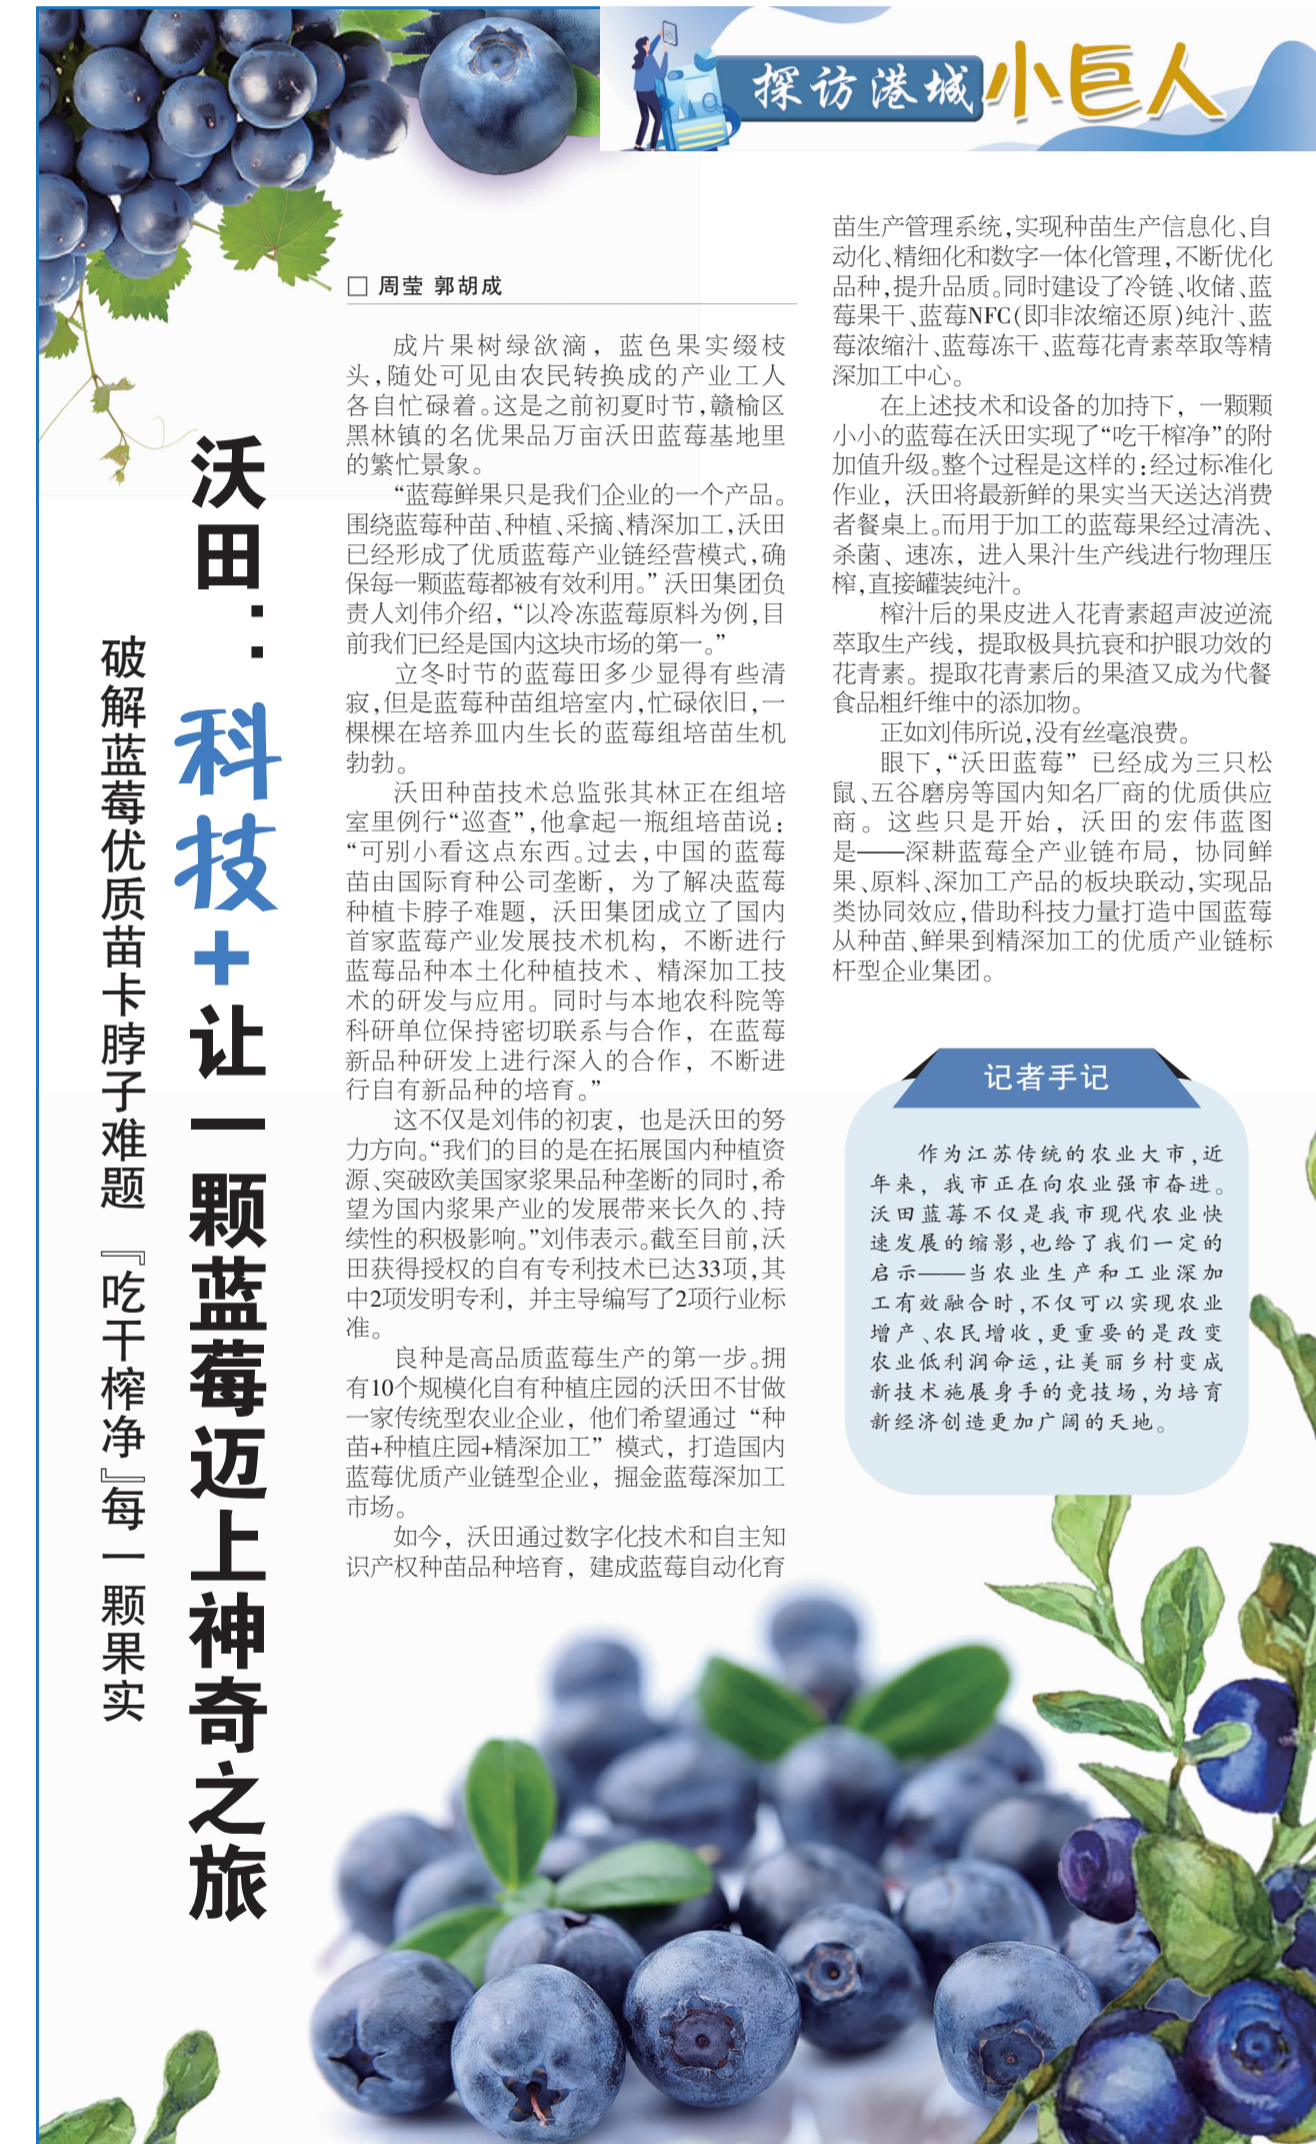 探访港城小巨人
沃田：科技+让一颗蓝莓迈上神奇之旅
破解蓝莓优质苗卡脖子难题 『吃干榨净』每一颗果实
□ 周莹 郭胡成
成片果树绿欲滴，蓝色果实缀枝
头，随处可见由农民转换成的产业工人
各自忙碌着。这是之前初夏时节，赣榆区
黑林镇的名优果品万亩沃田蓝莓基地里
的繁忙景象。
“蓝莓鲜果只是我们企业的一个产品。
围绕蓝莓种苗、种植、采摘、精深加工，沃田
已经形成了优质蓝莓产业链经营模式，确
保每一颗蓝莓都被有效利用。”沃田集团负
责人刘伟介绍，“以冷冻蓝莓原料为例，目
前我们已经是国内这块市场的第一。”
立冬时节的蓝莓田多少显得有些清
寂，但是蓝莓种苗组培室内，忙碌依旧，一
棵棵在培养皿内生长的蓝莓组培苗生机
勃勃。
沃田种苗技术总监张其林正在组培
室里例行“巡查”，他拿起一瓶组培苗说：
“可别小看这点东西。过去，中国的蓝莓
苗由国际育种公司垄断，为了解决蓝莓
种植卡脖子难题，沃田集团成立了国内
首家蓝莓产业发展技术机构，不断进行
蓝莓品种本土化种植技术、精深加工技
术的研发与应用。同时与本地农科院等
科研单位保持密切联系与合作，在蓝莓
新品种研发上进行深入的合作，不断进
行自有新品种的培育。”
这不仅是刘伟的初衷，也是沃田的努
力方向。“我们的目的是在拓展国内种植资
源、突破欧美国家浆果品种垄断的同时，希
望为国内浆果产业的发展带来长久的、持
续性的积极影响。”刘伟表示。截至目前，沃
田获得授权的自有专利技术已达33项，其
中2项发明专利，并主导编写了2项行业标
准。
良种是高品质蓝莓生产的第一步。拥
有10个规模化自有种植庄园的沃田不甘做
一家传统型农业企业，他们希望通过“种
苗+种植庄园+精深加工”模式，打造国内
蓝莓优质产业链型企业，掘金蓝莓深加工
市场。
如今，沃田通过数字化技术和自主知
识产权种苗品种培育，建成蓝莓自动化育
苗生产管理系统，实现种苗生产信息化、自
动化、精细化和数字一体化管理，不断优化
品种，提升品质。同时建设了冷链、收储、蓝
莓果干、蓝莓NFC（即非浓缩还原）纯汁、蓝
莓浓缩汁、蓝莓冻干、蓝莓花青素萃取等精
深加工中心。
在上述技术和设备的加持下，一颗颗
小小的蓝莓在沃田实现了“吃干榨净”的附
加值升级。整个过程是这样的：经过标准化
作业，沃田将最新鲜的果实当天送达消费
者餐桌上。而用于加工的蓝莓果经过清洗、
杀菌、速冻，进入果汁生产线进行物理压
榨，直接罐装纯汁。
榨汁后的果皮进入花青素超声波逆流
萃取生产线，提取极具抗衰和护眼功效的
花青素。提取花青素后的果渣又成为代餐
食品粗纤维中的添加物。
正如刘伟所说，没有丝毫浪费。
眼下，“沃田蓝莓”已经成为三只松
鼠、五谷磨房等国内知名厂商的优质供应
商。这些只是开始，沃田的宏伟蓝图
是——深耕蓝莓全产业链布局，协同鲜
果、原料、深加工产品的板块联动，实现品
类协同效应，借助科技力量打造中国蓝莓
从种苗、鲜果到精深加工的优质产业链标
杆型企业集团。
记者手记
作为江苏传统的农业大市，近
年来，我市正在向农业强市奋进。
沃田蓝莓不仅是我市现代农业快
速发展的缩影，也给了我们一定的
启示——当农业生产和工业深加
工有效融合时，不仅可以实现农业
增产、农民增收，更重要的是改变
农业低利润命运，让美丽乡村变成
新技术施展身手的竞技场，为培育
新经济创造更加广阔的天地。